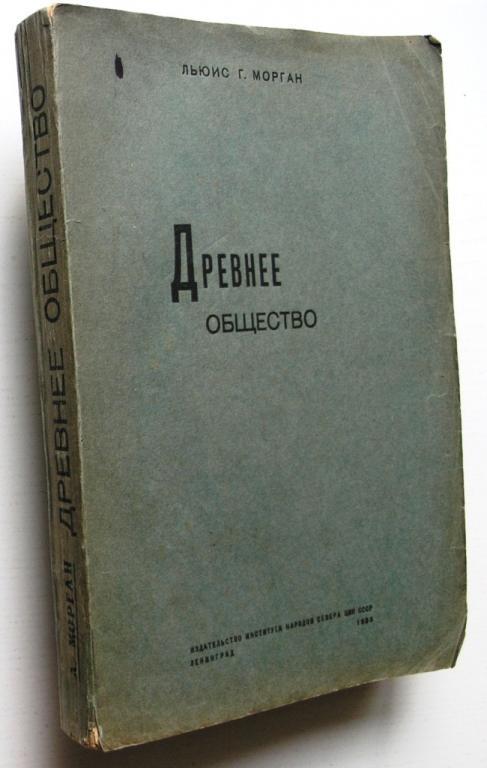 ЛЬЮИС Г. МОРГАН
ДРЕВНЕЕ
ОБЩЕСТВО
ИЗДАТЕЛЬСТВО ИНСТИТУТА НАРОДОВ СЕВЕРА ЦИК СССР
ЛЕНИНГРАД
Л. МОРГАН ДРЕВНЕЕ ОБЩЕСТВО